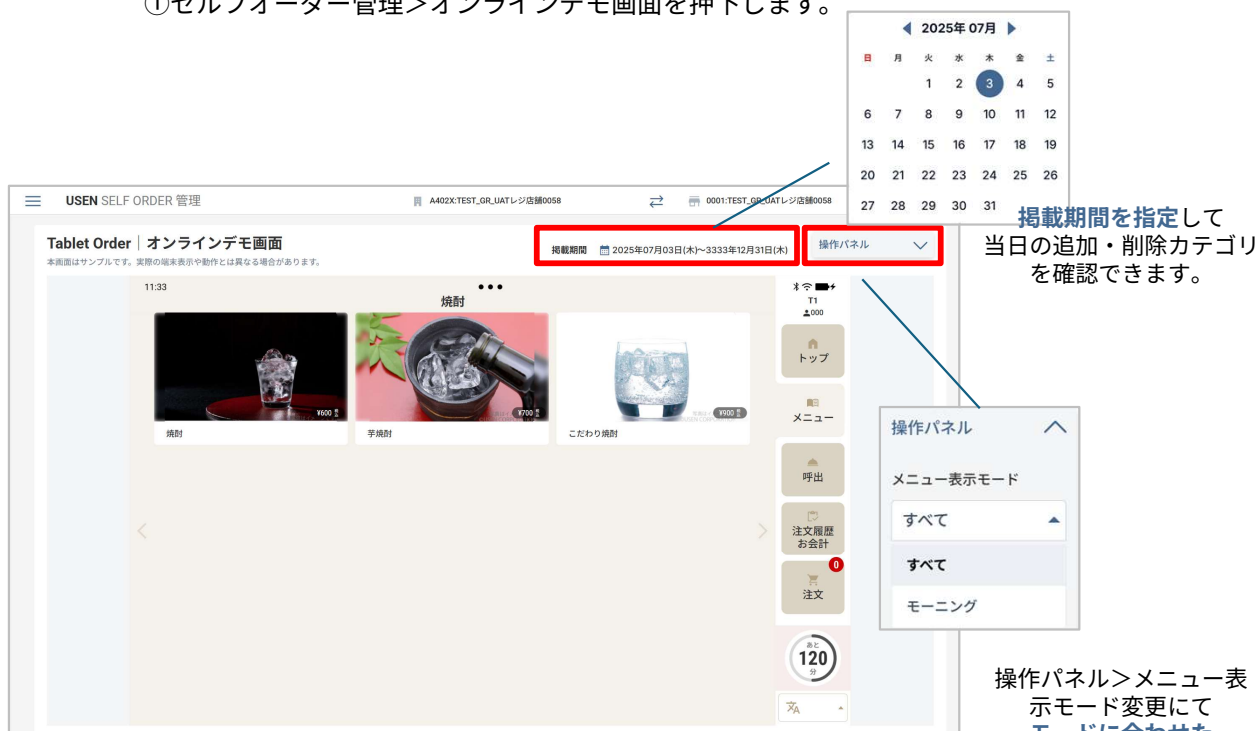 ①セルフオーダー管理＞オンラインデモ画面を押下します。
2025年 07月
日 月 火 水 木 金 土
1 2 3 4 5
6 7 8 9 10 11 12
13 14 15 16 17 18 19
20 21 22 23 24 25 26
27 28 29 30 31
掲載期間を指定して
当日の追加・削除カテゴリ
を確認できます。
USEN SELF ORDER 管理
A402X:TEST_GR_UATレジ店舗0058
0001:TEST_GR_UATレジ店舗0058
Tablet Order｜オンラインデモ画面
本画面はサンプルです。実際の端末表示や動作とは異なる場合があります。
掲載期間 2025年07月03日(木)～3333年12月31日(木)
操作パネル
11:33
焼酎
T1
000
トップ
メニュー
呼出
注文履歴
お会計
0
注文
あと
120
分
¥600
焼酎
¥700
芋焼酎
¥900
こだわり焼酎
操作パネル
メニュー表示モード
すべて
すべて
モーニング
操作パネル＞メニュー表
示モード変更にて
モードに合わせた